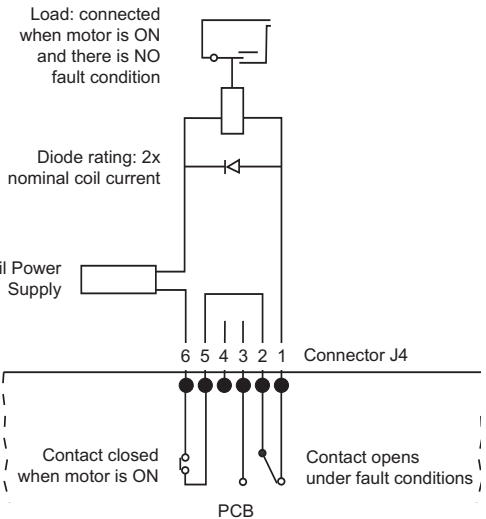 Load: connected
when motor is ON
and there is NO
fault condition
Diode rating: 2x
nominal coil current
Power
Supply
6 5 4 3 2 1 Connector J4
Contact closed
when motor is ON
Contact opens
under fault conditions
PCB